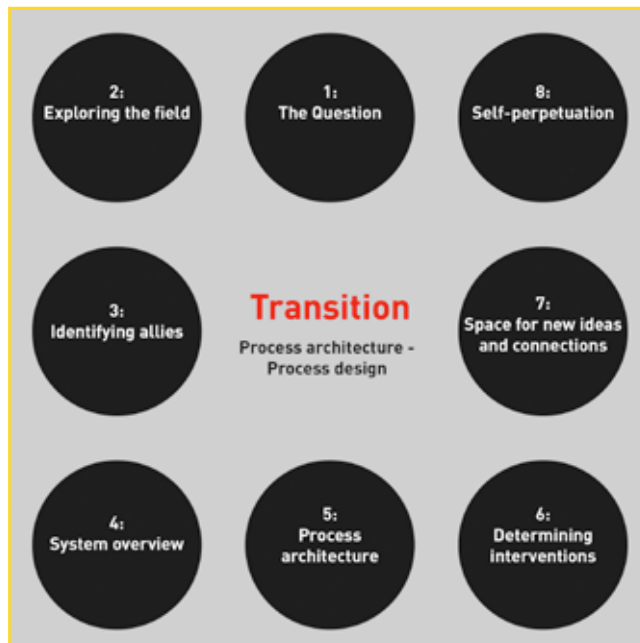 2:
Exploring the field
1:
The Question
8:
Self-perpetuation
3:
Identifying allies
Transition
Process architecture -
Process design
7:
Space for new ideas
and connections
4:
System overview
5:
Process
architecture
6:
Determining
interventions